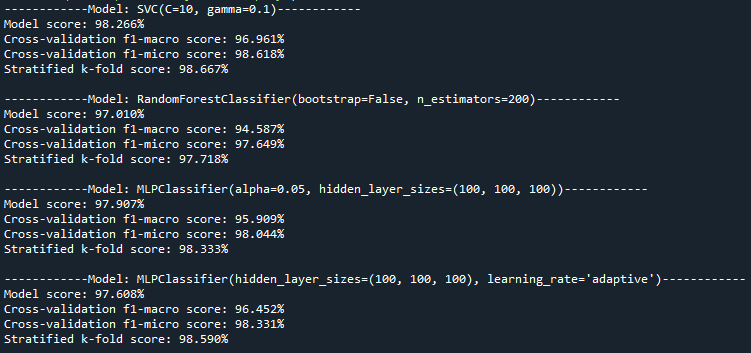 ------------Model: SVC(C=10, gamma=0.1)------------
Model score: 98.266%
Cross-validation f1-macro score: 96.961%
Cross-validation f1-micro score: 98.618%
Stratified k-fold score: 98.667%

------------Model: RandomForestClassifier(bootstrap=False, n_estimators=200)------------
Model score: 97.010%
Cross-validation f1-macro score: 94.587%
Cross-validation f1-micro score: 97.649%
Stratified k-fold score: 97.718%

------------Model: MLPClassifier(alpha=0.05, hidden_layer_sizes=(100, 100, 100))------------
Model score: 97.907%
Cross-validation f1-macro score: 95.909%
Cross-validation f1-micro score: 98.044%
Stratified k-fold score: 98.333%

------------Model: MLPClassifier(hidden_layer_sizes=(100, 100, 100), learning_rate='adaptive')------------
Model score: 97.608%
Cross-validation f1-macro score: 96.452%
Cross-validation f1-micro score: 98.331%
Stratified k-fold score: 98.590%